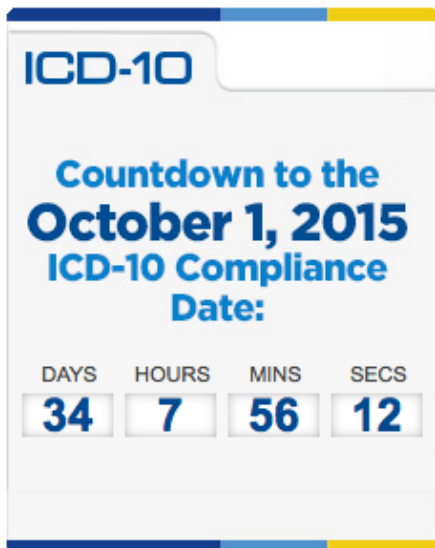 ICD-10
Countdown to the
October 1, 2015
ICD-10 Compliance
Date:
DAYS HOURS MINS SECS
34 7 56 12